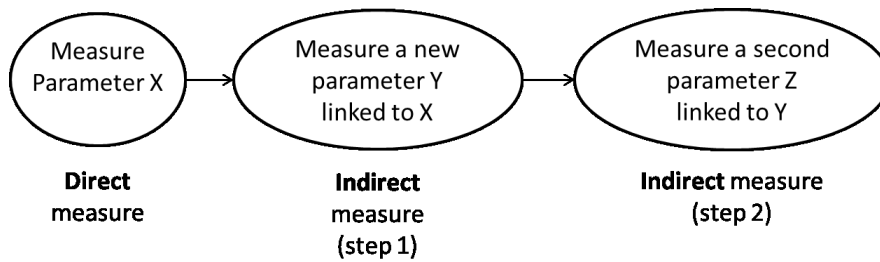 Measure
Parameter X
Measure a new
parameter Y
linked to X
Measure a second
parameter Z
linked to Y
Direct
measure
Indirect
measure
(step 1)
Indirect measure
(step 2)